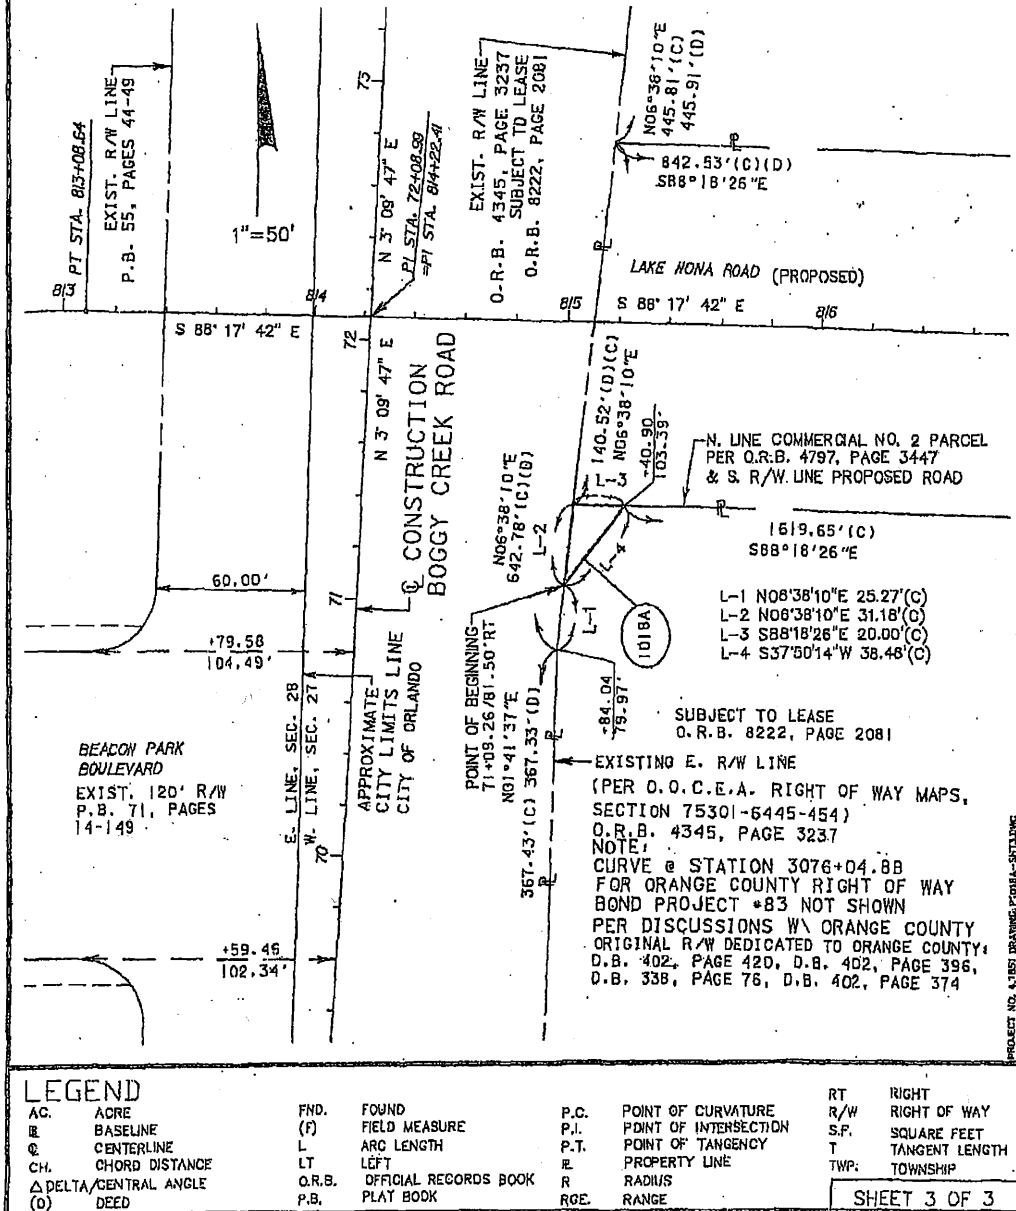 PT STA. 813+08.64
EXIST. R/W LINE
P.B. 55, PAGES 44-49
1"=50'
73
N 3° 09' 47" E
PI STA. 72+08.99
=PI STA. 814+22.41
EXIST. R/W LINE
O.R.B. 4345, PAGE 3237
SUBJECT TO LEASE
O.R.B. 8222, PAGE 2081
N06°38'10"E
445.81'(C)
445.91'(D)
842.53'(C)(D)
S88°18'26"E
LAKE NONA ROAD (PROPOSED)
813
814
815
816
S 88° 17' 42" E
S 88° 17' 42" E
72
N 3° 09' 47" E
CONSTRUCTION
BOGGY CREEK ROAD
140.52'(D)(C)
N06°38'10"E
-40.90
103.39'
L-3
N. LINE COMMERCIAL NO. 2 PARCEL
PER O.R.B. 4797, PAGE 3447
& S. R/W LINE PROPOSED ROAD
N06°38'10"E
642.78'(C)(D)
L-2
L-4
1619.65'(C)
S88°18'26"E
60.00'
71
L-1
1018A
L-1 N06°38'10"E 25.27'(C)
L-2 N06°38'10"E 31.18'(C)
L-3 S88°18'26"E 20.00'(C)
L-4 S37°50'14"W 38.48'(C)
+79.58
104.49'
POINT OF BEGINNING
71+09.26/81.50'RT
N01°41'37"E
367.43'(C) 367.33'(D)
+84.04
79.97'
SUBJECT TO LEASE
O.R.B. 8222, PAGE 2081
E. LINE, SEC. 28
W. LINE, SEC. 27
APPROXIMATE
CITY LIMITS LINE
CITY OF ORLANDO
BEACON PARK
BOULEVARD
EXIST. 120' R/W
P.B. 71, PAGES
14-149
70
EXISTING E. R/W LINE
(PER O.O.C.E.A. RIGHT OF WAY MAPS,
SECTION 75301-6445-454)
O.R.B. 4345, PAGE 3237
NOTE:
CURVE @ STATION 3076+04.88
FOR ORANGE COUNTY RIGHT OF WAY
BOND PROJECT #83 NOT SHOWN
PER DISCUSSIONS W\ ORANGE COUNTY
ORIGINAL R/W DEDICATED TO ORANGE COUNTY:
D.B. 402, PAGE 420, D.B. 402, PAGE 396,
D.B. 338, PAGE 76, D.B. 402, PAGE 374
+59.46
102.34'
LEGEND
AC. ACRE
BASELINE
CENTERLINE
CH. CHORD DISTANCE
Δ DELTA/CENTRAL ANGLE
(D) DEED
FND. FOUND
(F) FIELD MEASURE
L ARC LENGTH
LT LEFT
O.R.B. OFFICIAL RECORDS BOOK
P.B. PLAT BOOK
P.C. POINT OF CURVATURE
P.I. POINT OF INTERSECTION
P.T. POINT OF TANGENCY
PROPERTY LINE
R RADIUS
RGE. RANGE
RT RIGHT
R/W RIGHT OF WAY
S.F. SQUARE FEET
T TANGENT LENGTH
TWP. TOWNSHIP
SHEET 3 OF 3